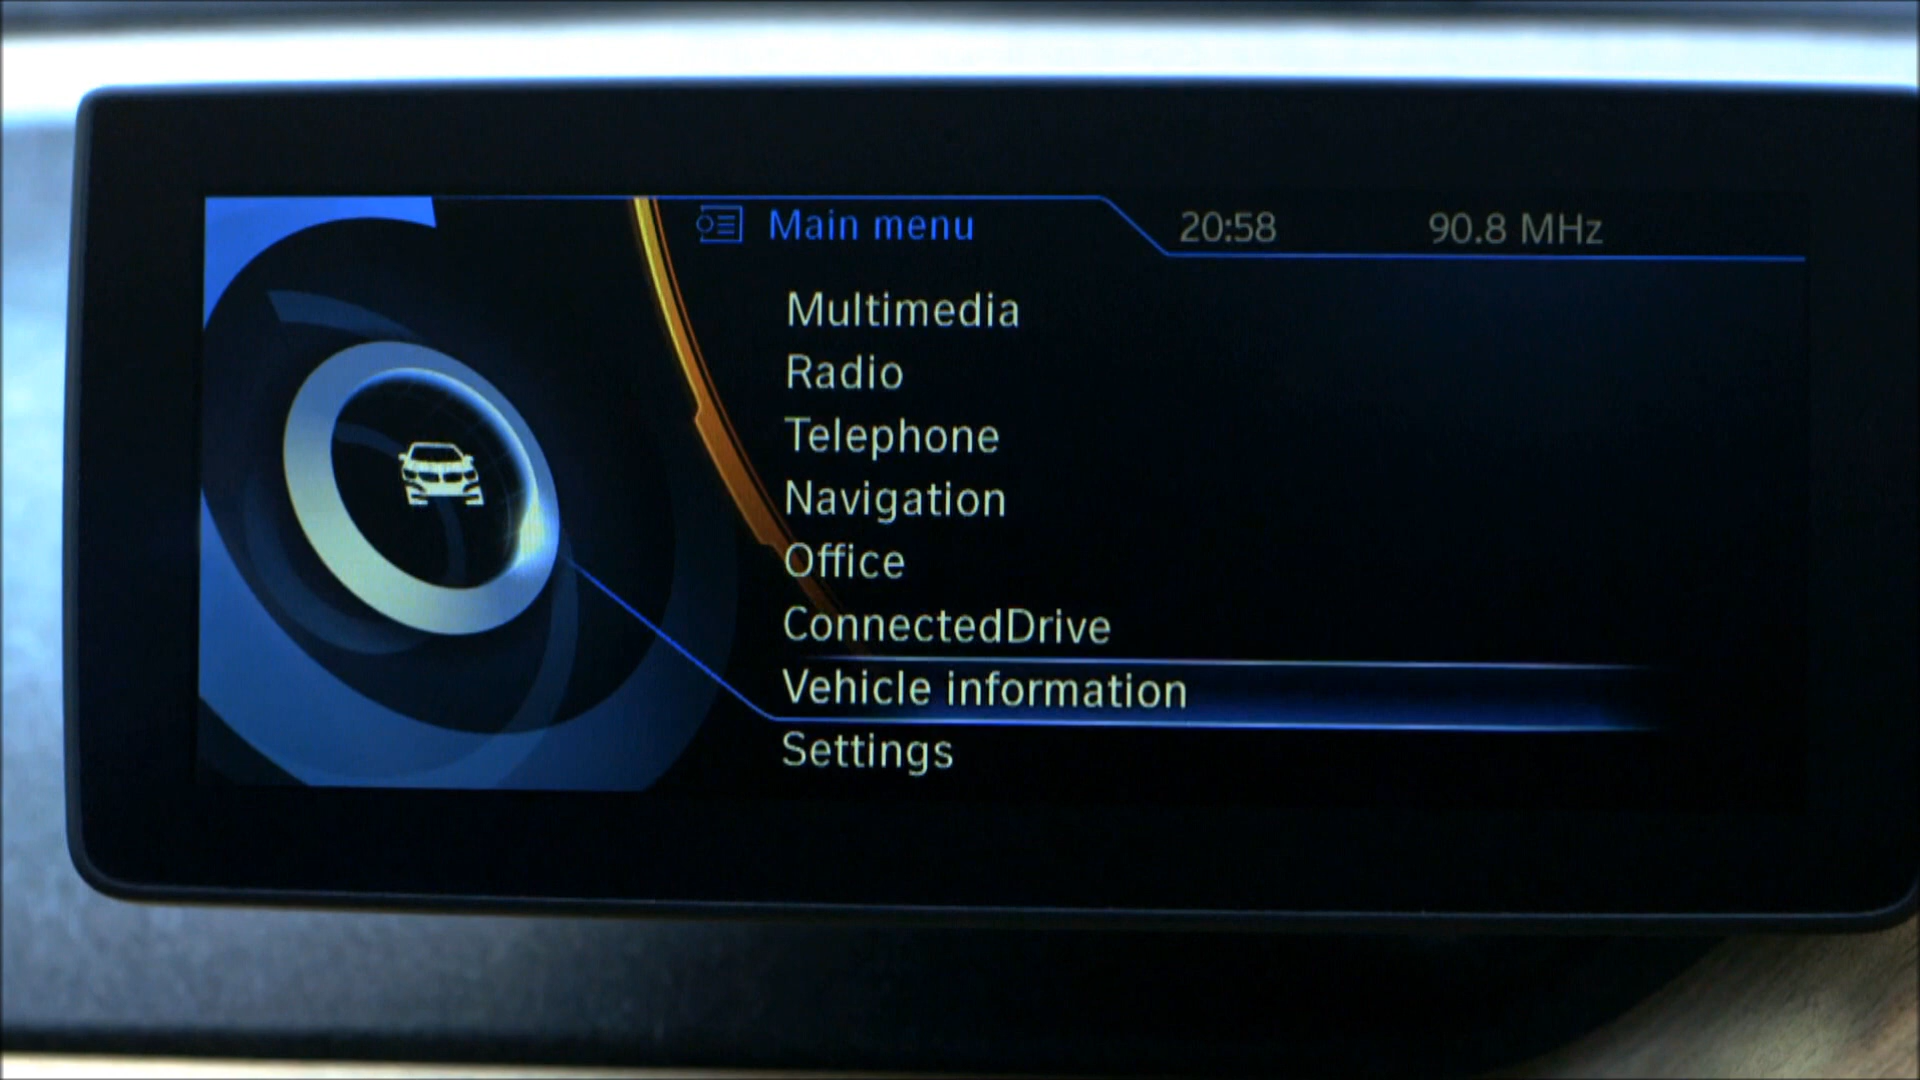 Main menu
20:58
90.8 MHz
Multimedia
Radio
Telephone
Navigation
Office
ConnectedDrive
Vehicle information
Settings